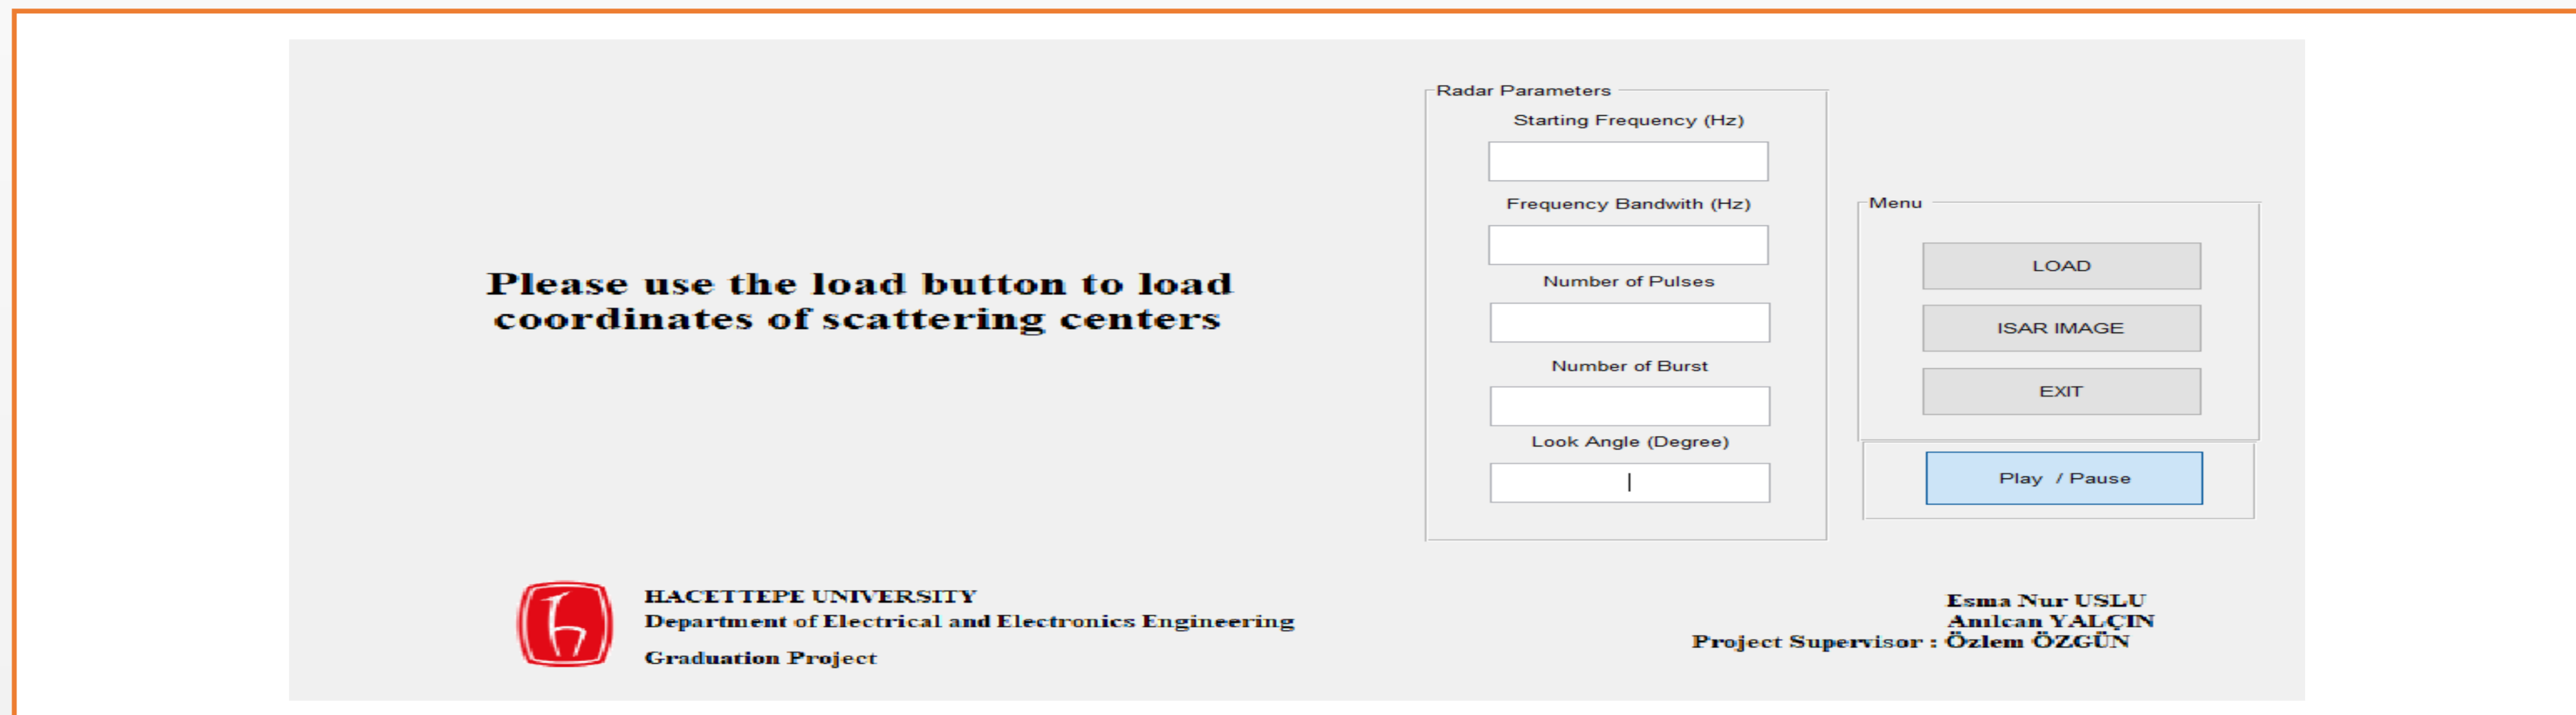 Please use the load button to load
coordinates of scattering centers
Radar Parameters
Starting Frequency (Hz)
Frequency Bandwith (Hz)
Number of Pulses
Number of Burst
Look Angle (Degree)
Menu
LOAD
ISAR IMAGE
EXIT
Play / Pause
HACETTEPE UNIVERSITY
Department of Electrical and Electronics Engineering
Graduation Project
Esma Nur USLU
Anılcan YALÇIN
Project Supervisor : Özlem ÖZGÜN